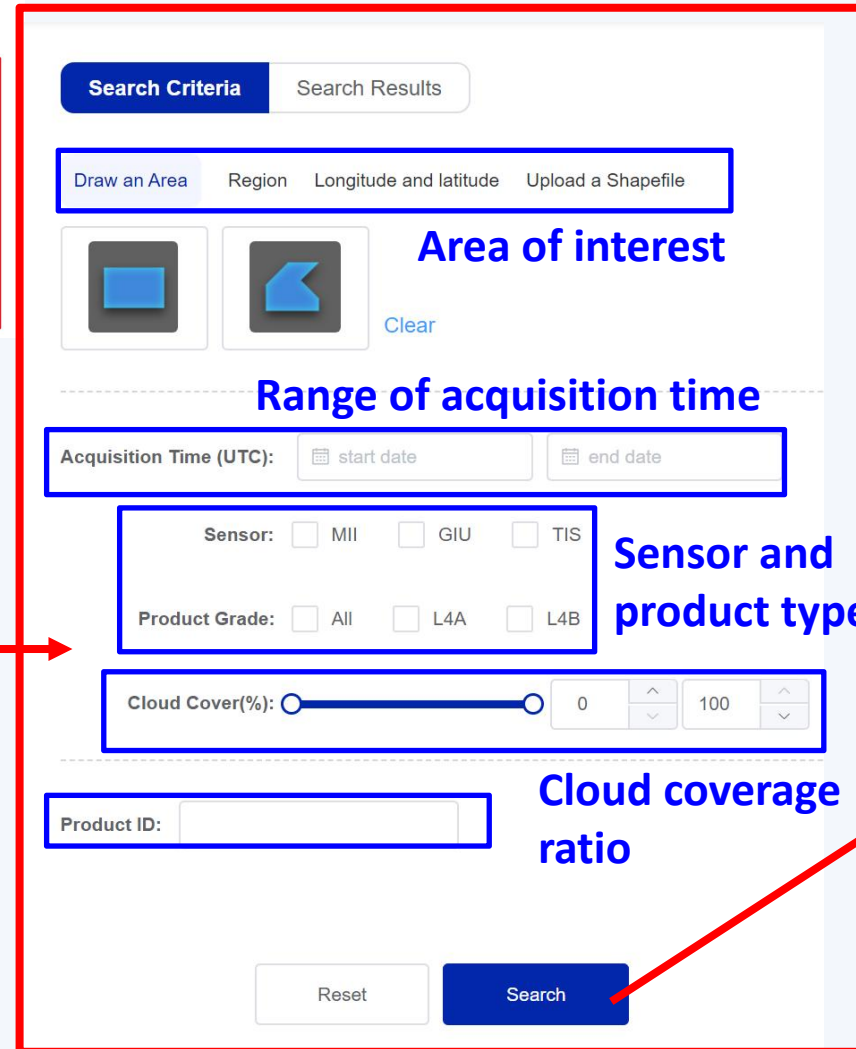 Search Criteria Search Results
Draw an Area Region Longitude and latitude Upload a Shapefile
Area of interest
Clear
Range of acquisition time
Acquisition Time (UTC): start date end date
Sensor: MII GIU TIS
Sensor and
product type
Product Grade: All L4A L4B
Cloud Cover(%): 0 100
Cloud coverage
ratio
Product ID:
Reset Search